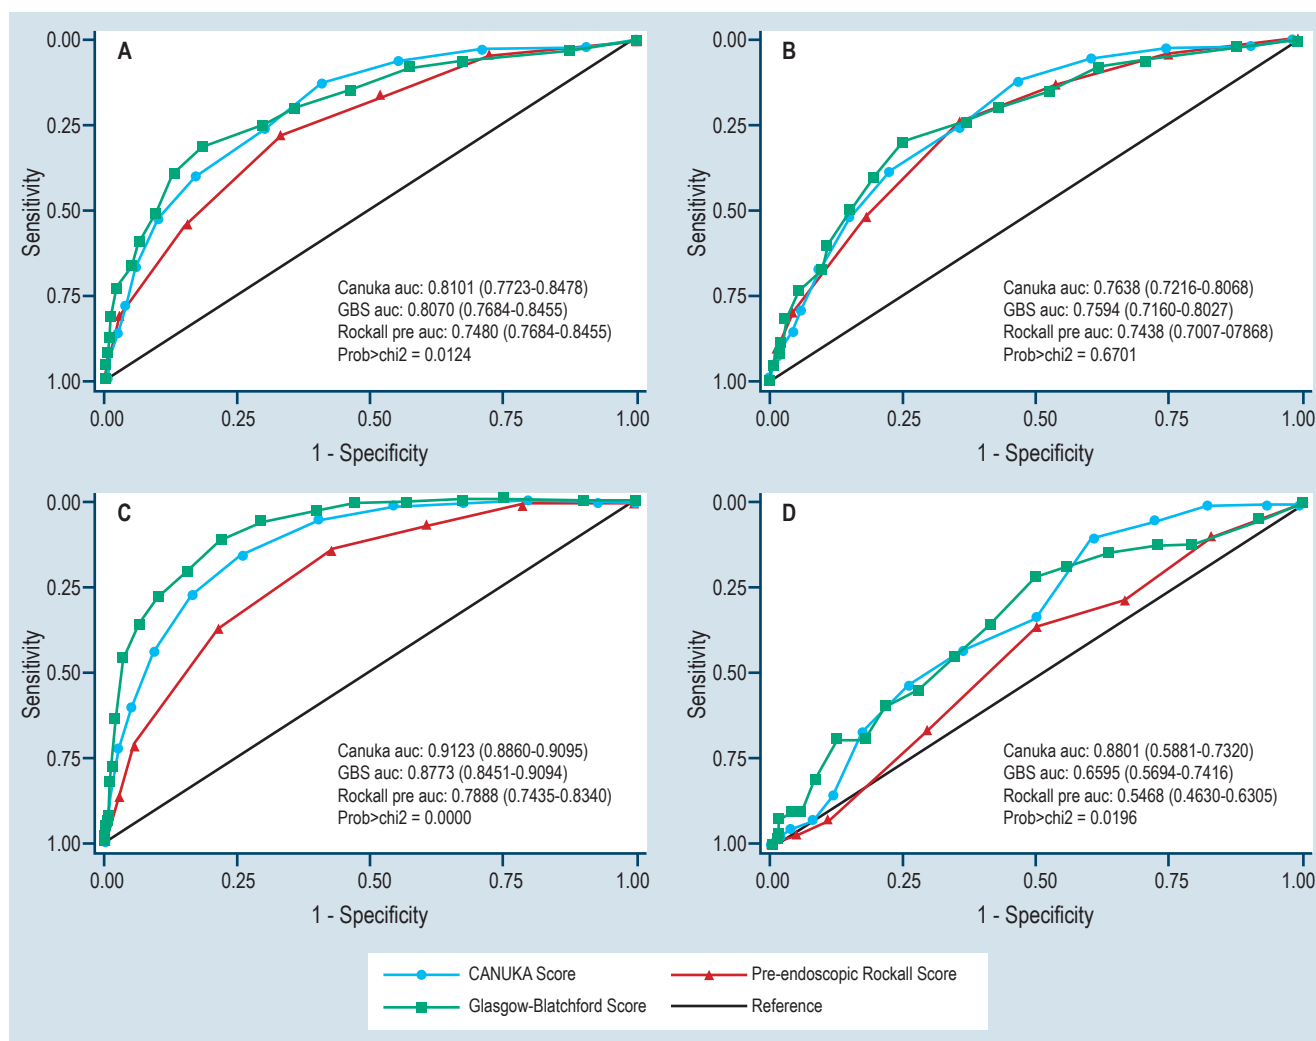 A
0.00
0.25
0.50
0.75
1.00
Sensitivity
Canuka auc: 0.8101 (0.7723-0.8478)
GBS auc: 0.8070 (0.7684-0.8455)
Rockall pre auc: 0.7480 (0.7684-0.8455)
Prob>chi2 = 0.0124
0.00 0.25 0.50 0.75 1.00
1 - Specificity
B
0.00
0.25
0.50
0.75
1.00
Sensitivity
Canuka auc: 0.7638 (0.7216-0.8068)
GBS auc: 0.7594 (0.7160-0.8027)
Rockall pre auc: 0.7438 (0.7007-07868)
Prob>chi2 = 0.6701
0.00 0.25 0.50 0.75 1.00
1 - Specificity
C
0.00
0.25
0.50
0.75
1.00
Sensitivity
Canuka auc: 0.9123 (0.8860-0.9095)
GBS auc: 0.8773 (0.8451-0.9094)
Rockall pre auc: 0.7888 (0.7435-0.8340)
Prob>chi2 = 0.0000
0.00 0.25 0.50 0.75 1.00
1 - Specificity
D
0.00
0.25
0.50
0.75
1.00
Sensitivity
Canuka auc: 0.8801 (0.5881-0.7320)
GBS auc: 0.6595 (0.5694-0.7416)
Rockall pre auc: 0.5468 (0.4630-0.6305)
Prob>chi2 = 0.0196
0.00 0.25 0.50 0.75 1.00
1 - Specificity
CANUKA Score
Pre-endoscopic Rockall Score
Glasgow-Blatchford Score
Reference